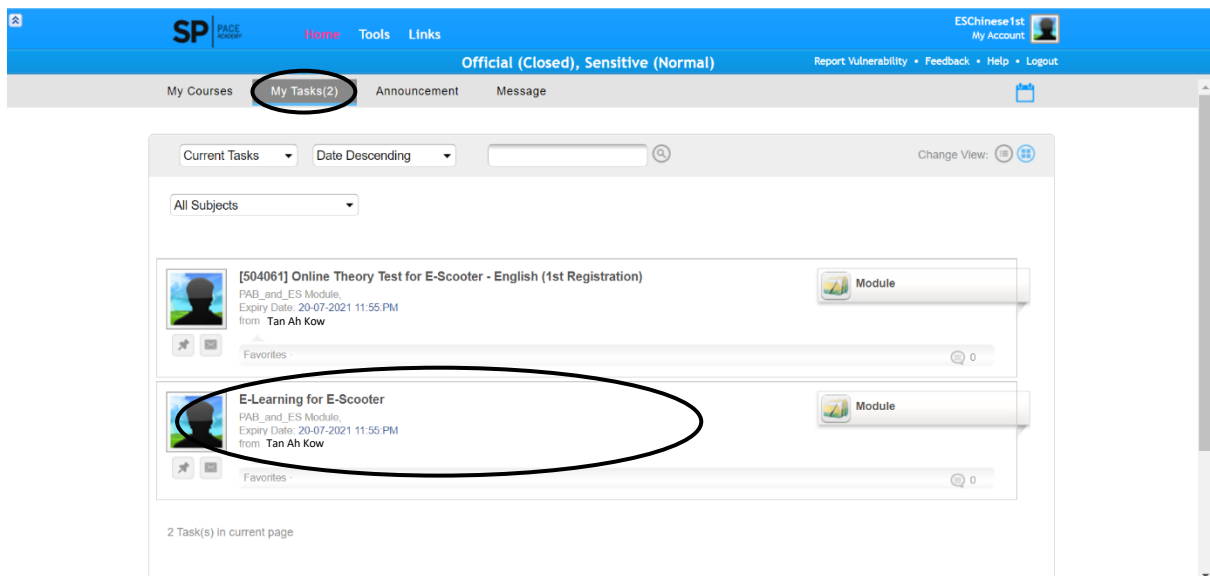 SP PACE ACADEMY
Home Tools Links
ESChinese1st
My Account
Official (Closed), Sensitive (Normal)
Report Vulnerability • Feedback • Help • Logout
My Courses My Tasks(2) Announcement Message
Current Tasks Date Descending Change View:
All Subjects
[504061] Online Theory Test for E-Scooter - English (1st Registration)
PAB_and_ES Module,
Expiry Date: 20-07-2021 11:55:PM
from Tan Ah Kow
Module
Favorites · 0
E-Learning for E-Scooter
PAB_and_ES Module,
Expiry Date: 20-07-2021 11:55:PM
from Tan Ah Kow
Module
Favorites · 0
2 Task(s) in current page